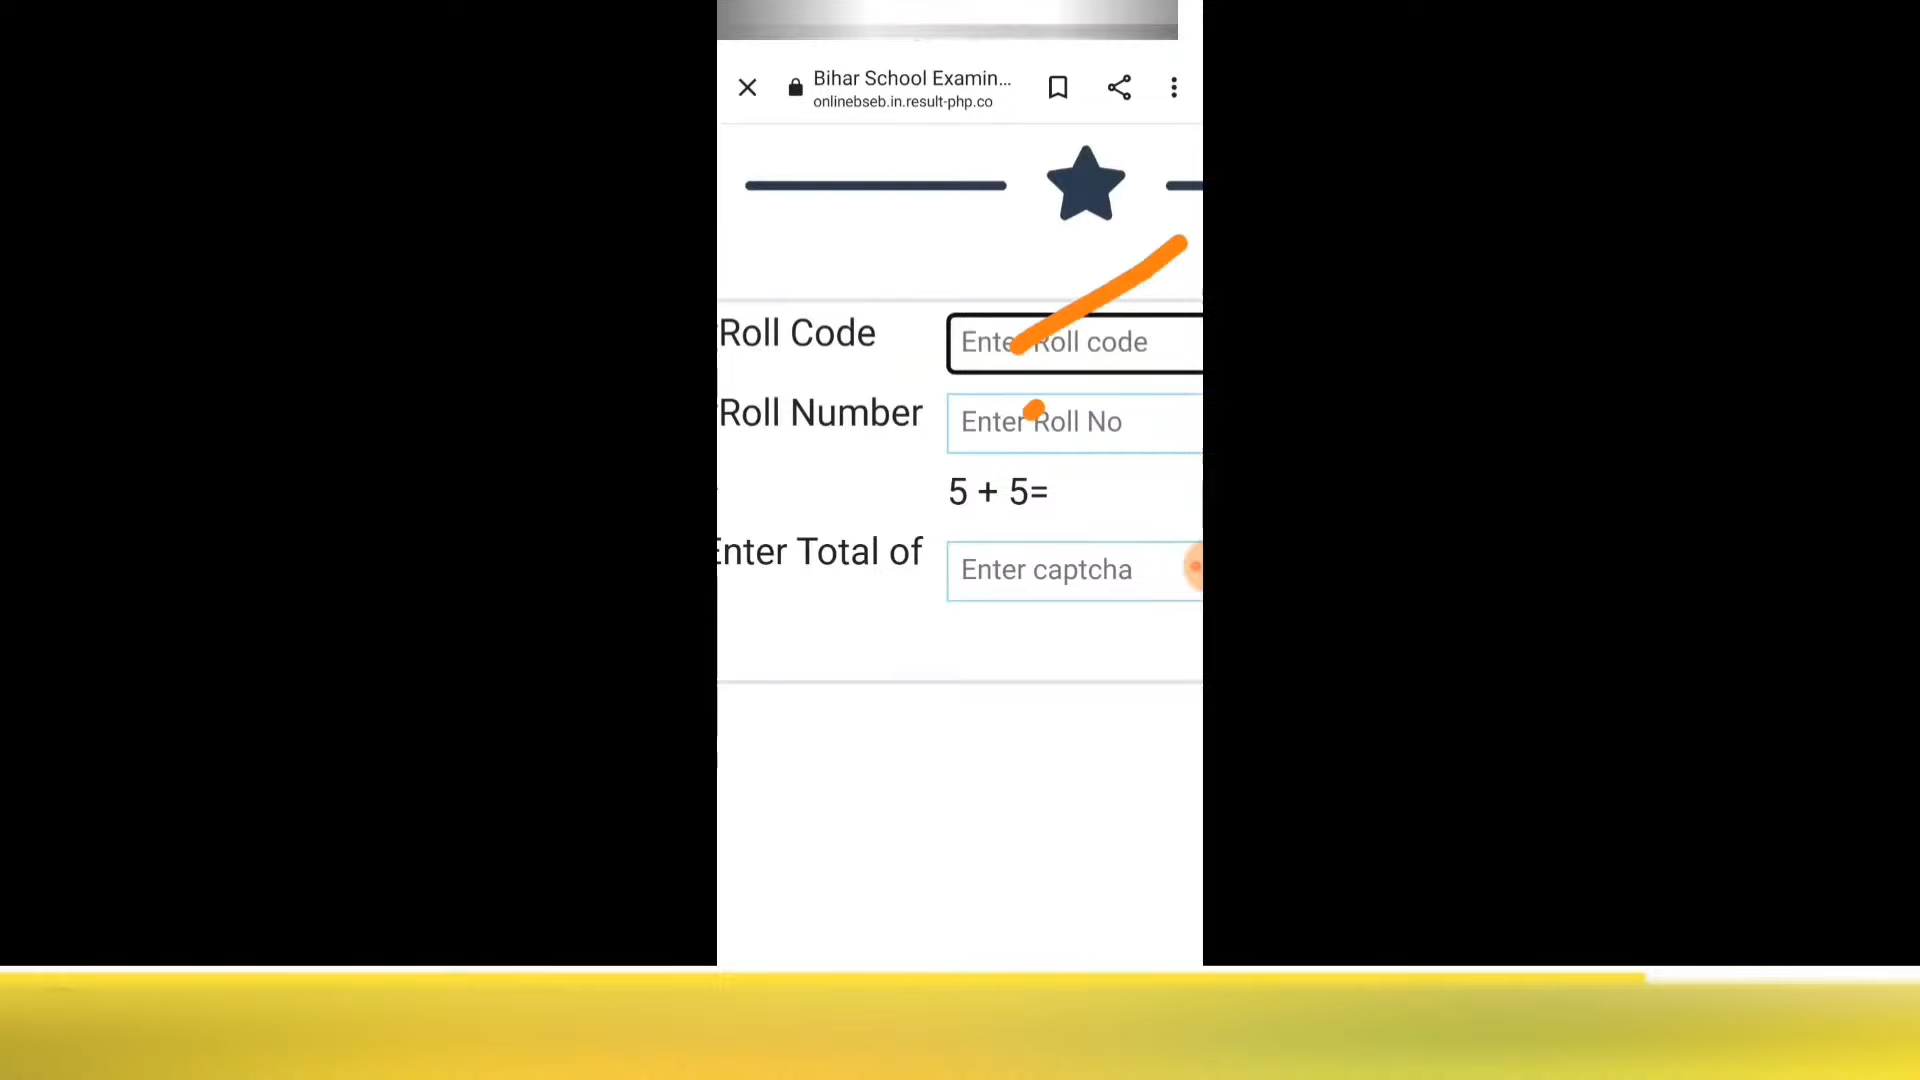 Bihar School Examin...
onlinebseb.in.result-php.co
Roll Code
Enter Roll code
Roll Number
Enter Roll No
5 + 5=
Enter Total of
Enter captcha